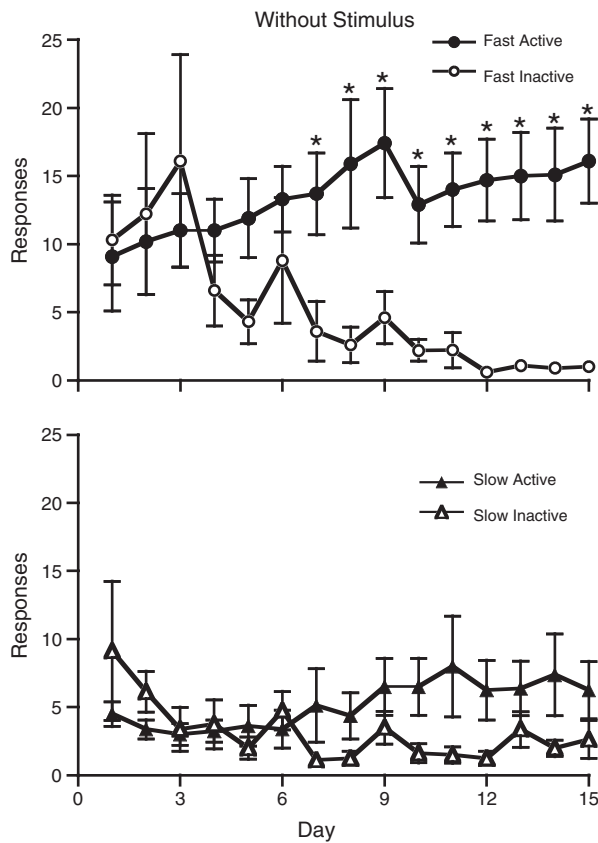 Without Stimulus
25
20
15
10
5
0
Responses
Fast Active
Fast Inactive
* * * * * * * * *
25
20
15
10
5
0
Responses
Slow Active
Slow Inactive
0 3 6 9 12 15
Day